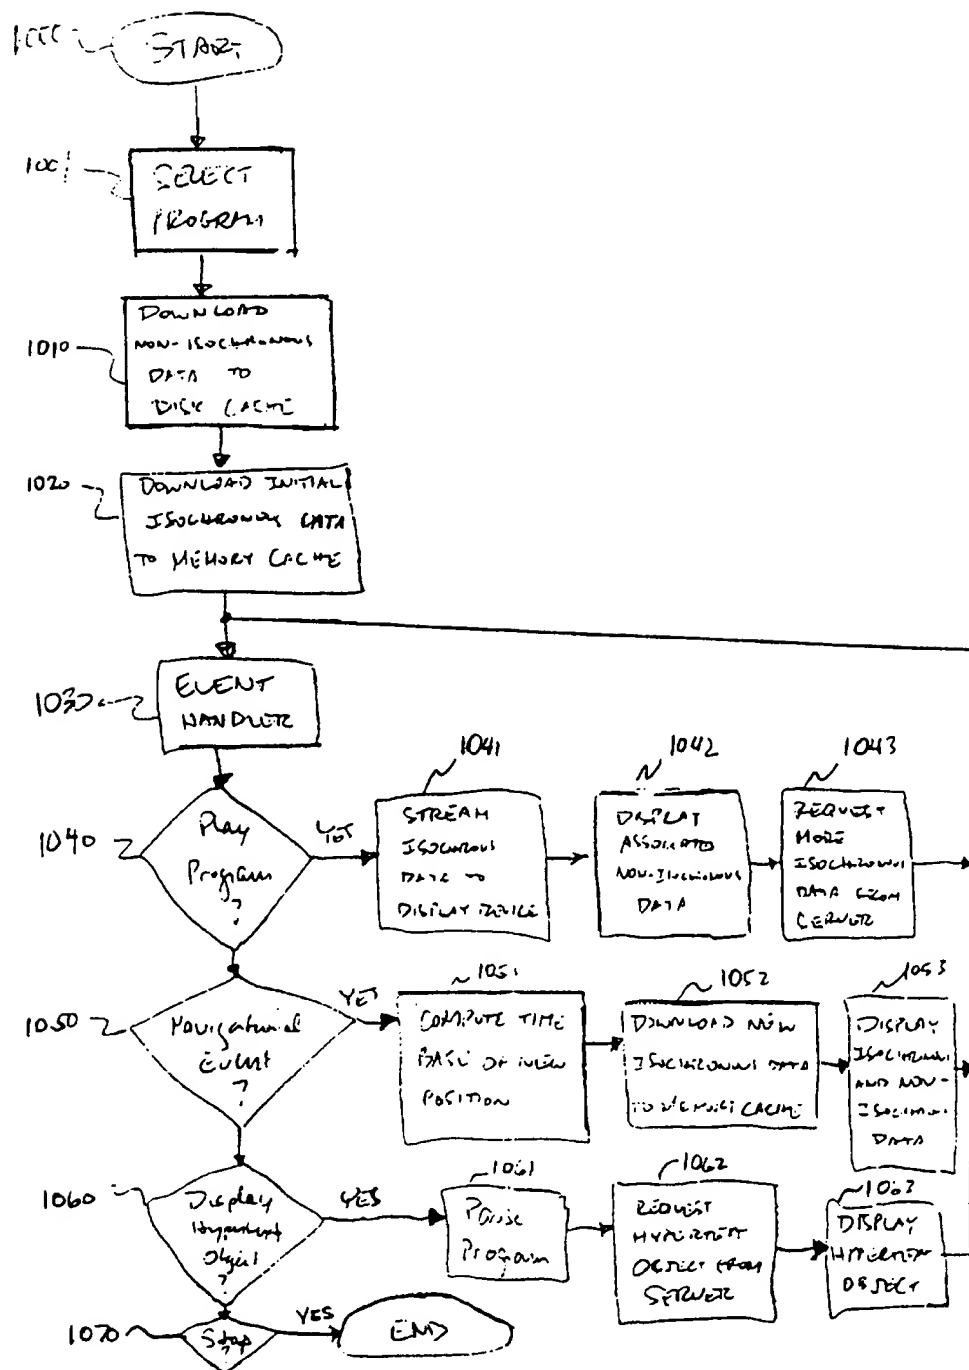 START
1001
SELECT
PROGRAM
1010
DOWNLOAD
NON-ISOCHRONOUS
DATA TO
DISK CACHE
1020
DOWNLOAD INITIAL
ISOCHRONOUS DATA
TO MEMORY CACHE
1030
EVENT
HANDLER
1040
Play
Program
?
YES
1041
STREAM
ISOCHRONOUS
DATA TO
DISPLAY DEVICE
1042
DISPLAY
ASSOCIATED
NON-ISOCHRONOUS
DATA
1043
REQUEST
MORE
ISOCHRONOUS
DATA FROM
SERVER
1050
Navigational
Event
?
YES
1051
COMPUTE TIME
BASE OF NEW
POSITION
1052
DOWNLOAD NEW
ISOCHRONOUS DATA
TO MEMORY CACHE
1053
DISPLAY
ISOCHRONOUS
AND NON-
ISOCHRONOUS
DATA
1060
Display
Hypertext
Object
?
YES
1061
Pause
Program
1062
REQUEST
HYPERTEXT
OBJECT FROM
SERVER
1063
DISPLAY
HYPERTEXT
OBJECT
1070
Stop
?
YES
END